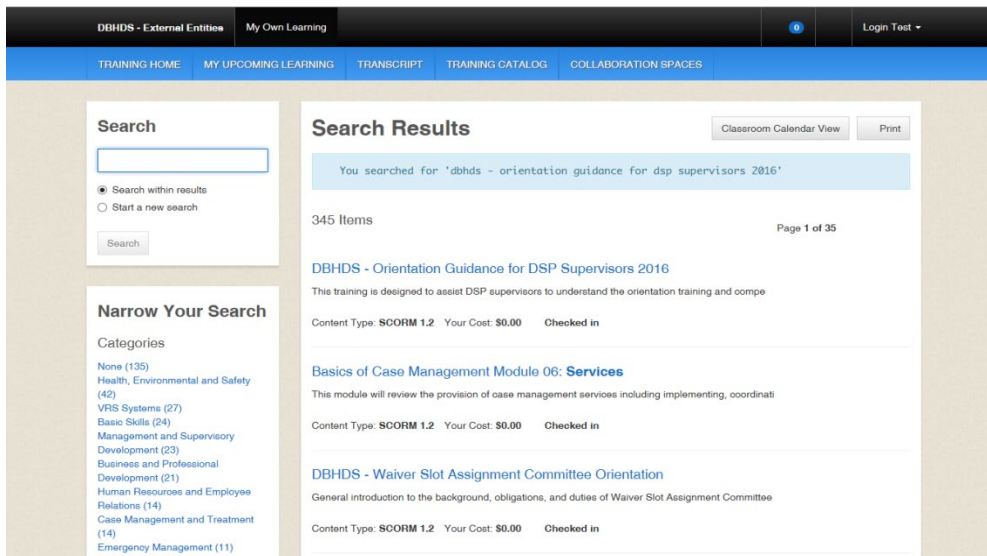 DBHDS - External Entities
My Own Learning
0
Login Test
TRAINING HOME
MY UPCOMING LEARNING
TRANSCRIPT
TRAINING CATALOG
COLLABORATION SPACES
Search
Search within results
Start a new search
Search
Narrow Your Search
Categories
None (135)
Health, Environmental and Safety
(42)
VRS Systems (27)
Basic Skills (24)
Management and Supervisory
Development (23)
Business and Professional
Development (21)
Human Resources and Employee
Relations (14)
Case Management and Treatment
(14)
Emergency Management (11)
Search Results
Classroom Calendar View
Print
You searched for 'dbhds - orientation guidance for dsp supervisors 2016'
345 Items
Page 1 of 35
DBHDS - Orientation Guidance for DSP Supervisors 2016
This training is designed to assist DSP supervisors to understand the orientation training and compe
Content Type: SCORM 1.2 Your Cost: $0.00 Checked in
Basics of Case Management Module 06: Services
This module will review the provision of case management services including implementing, coordinati
Content Type: SCORM 1.2 Your Cost: $0.00 Checked in
DBHDS - Waiver Slot Assignment Committee Orientation
General introduction to the background, obligations, and duties of Waiver Slot Assignment Committee
Content Type: SCORM 1.2 Your Cost: $0.00 Checked in